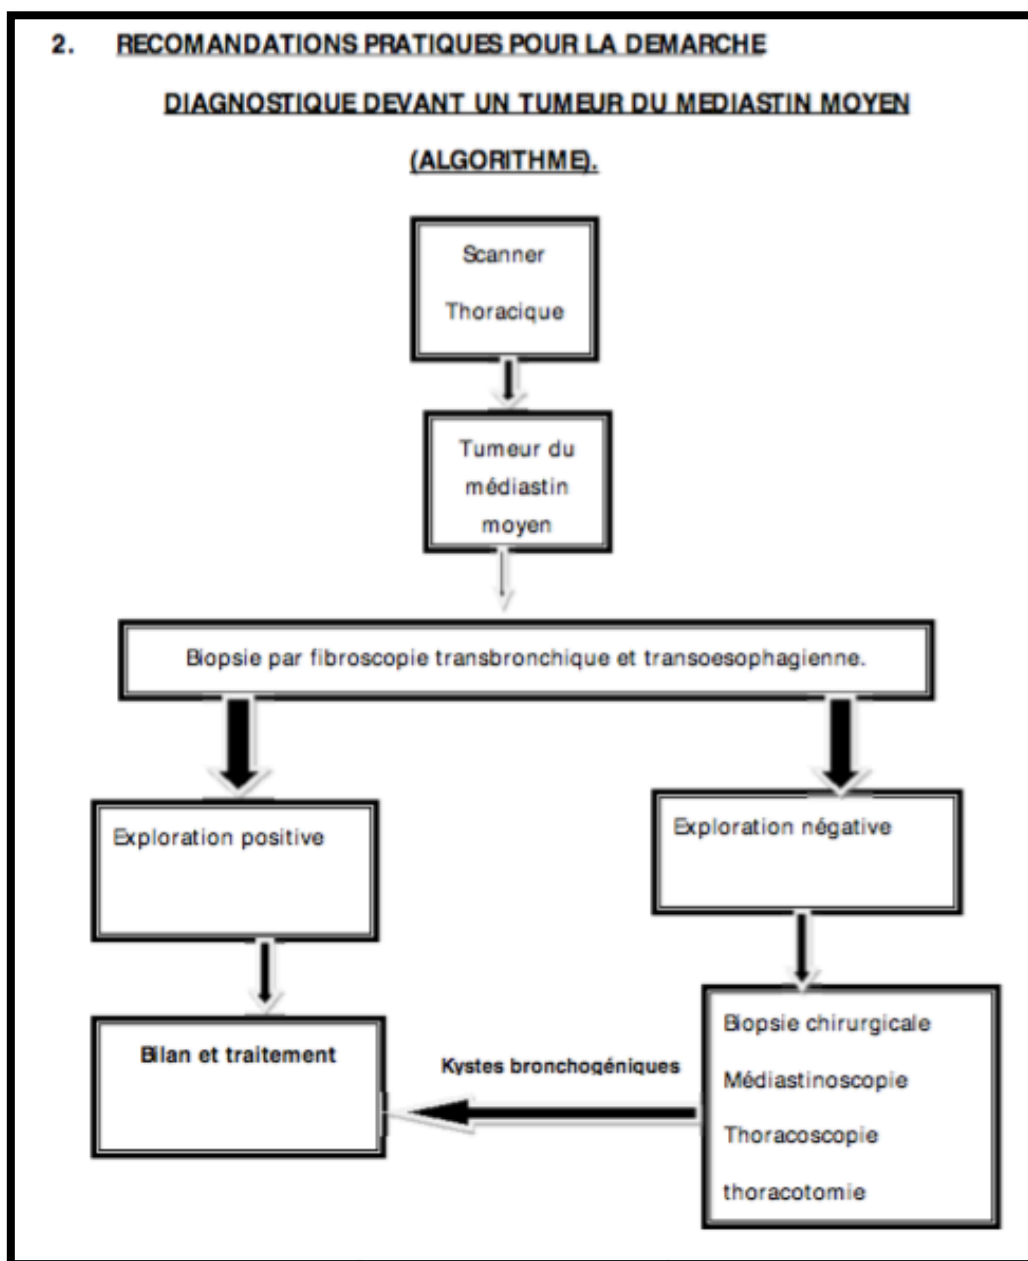 2. RECOMANDATIONS PRATIQUES POUR LA DEMARCHE
DIAGNOSTIQUE DEVANT UN TUMEUR DU MEDIASTIN MOYEN
(ALGORITHME).
Scanner
Thoracique
Tumeur du
médiastin
moyen
Biopsie par fibroscopie transbronchique et transoesophagienne.
Exploration positive
Exploration négative
Bilan et traitement
Kystes bronchogéniques
Biopsie chirurgicale
Médiastinoscopie
Thoracoscopie
thoracotomie